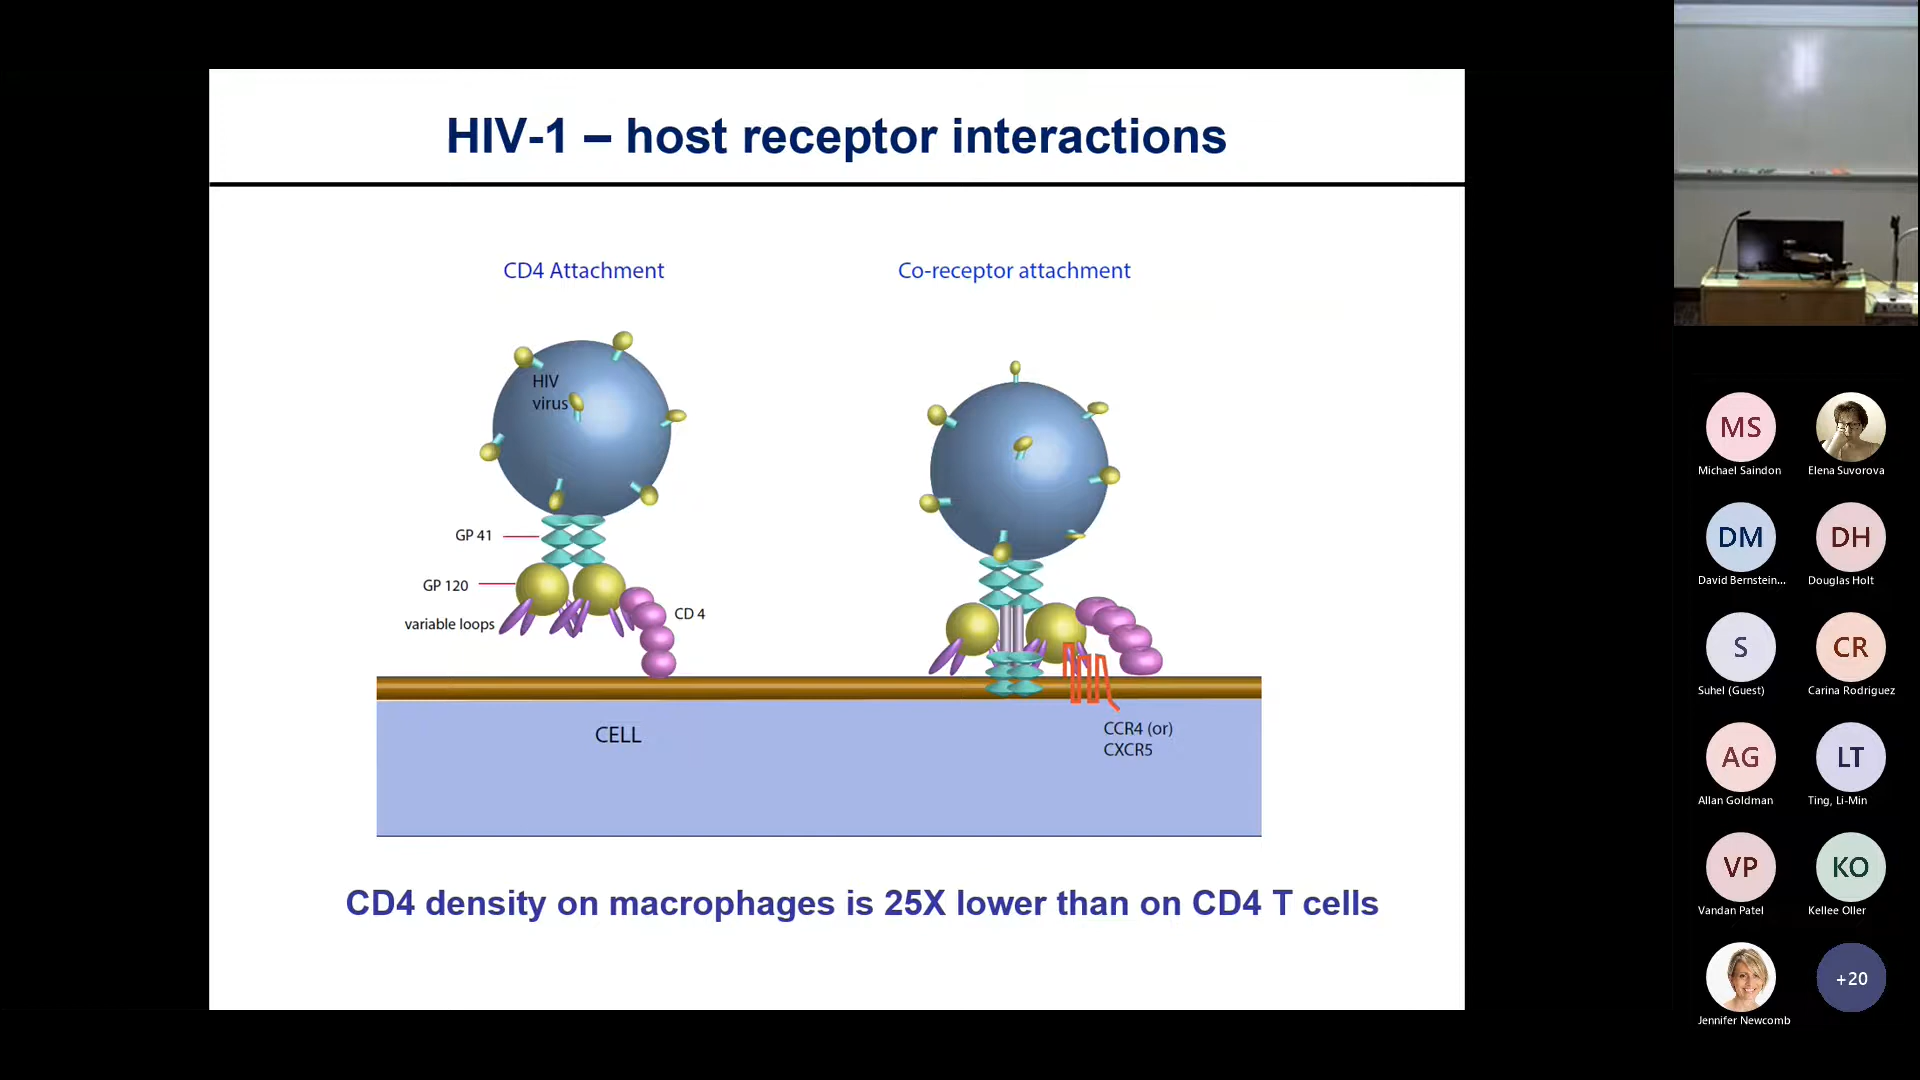 HIV-1 – host receptor interactions
CD4 Attachment
Co-receptor attachment
HIV
virus
GP 41
GP 120
variable loops
CD 4
CELL
CCR4 (or)
CXCR5
CD4 density on macrophages is 25X lower than on CD4 T cells
MS
Michael Saindon
Elena Suvorova
DM
David Bernstein...
DH
Douglas Holt
S
Suhel (Guest)
CR
Carina Rodriguez
AG
Allan Goldman
LT
Ting, Li-Min
VP
Vandan Patel
KO
Kellee Oller
Jennifer Newcomb
+20